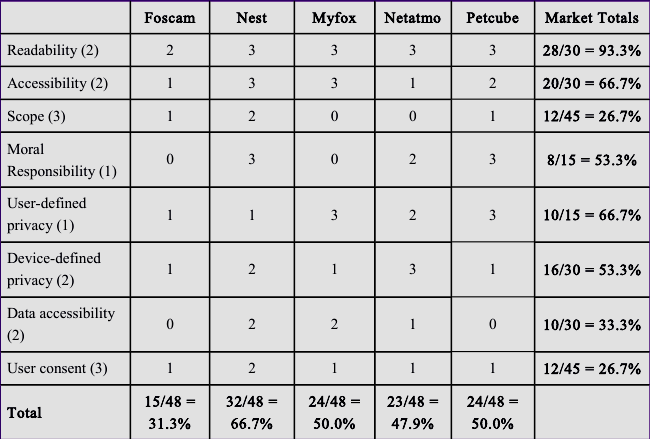 Foscam Nest Myfox Netatmo Petcube Market Totals
Readability (2) 2 3 3 3 3 28/30 = 93.3%
Accessibility (2) 1 3 3 1 2 20/30 = 66.7%
Scope (3) 1 2 0 0 1 12/45 = 26.7%
Moral
Responsibility (1) 0 3 0 2 3 8/15 = 53.3%
User-defined
privacy (1) 1 1 3 2 3 10/15 = 66.7%
Device-defined
privacy (2) 1 2 1 3 1 16/30 = 53.3%
Data accessibility
(2) 0 2 2 1 0 10/30 = 33.3%
User consent (3) 1 2 1 1 1 12/45 = 26.7%
Total 15/48 = 32/48 = 24/48 = 23/48 = 24/48 =
31.3% 66.7% 50.0% 47.9% 50.0%